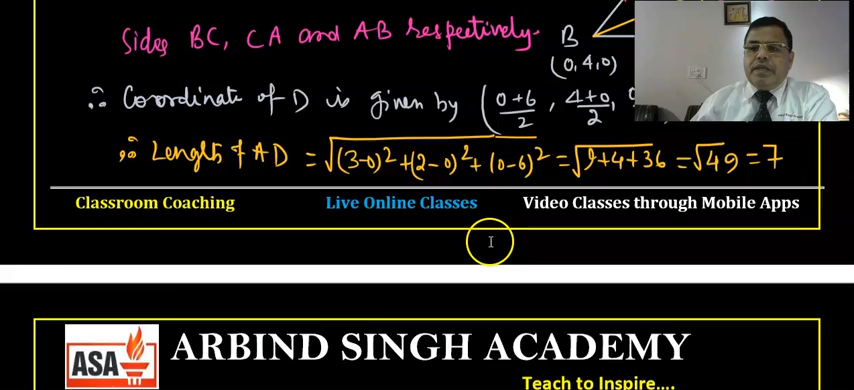 Sides BC, CA and AB respectively.
B
(0,4,0)
∴ Coordinate of D is given by (0+6/2, 4+0/2,
∴ Length of AD = √(3-0)²+(2-0)²+(0-6)² = √9+4+36 = √49 = 7
Classroom Coaching Live Online Classes Video Classes through Mobile Apps
ASA
ARBIND SINGH ACADEMY
Teach to Inspire....